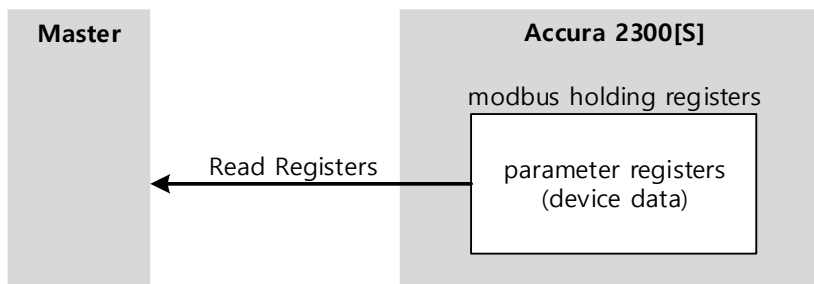 Master
Accura 2300[S]
modbus holding registers
Read Registers
parameter registers
(device data)